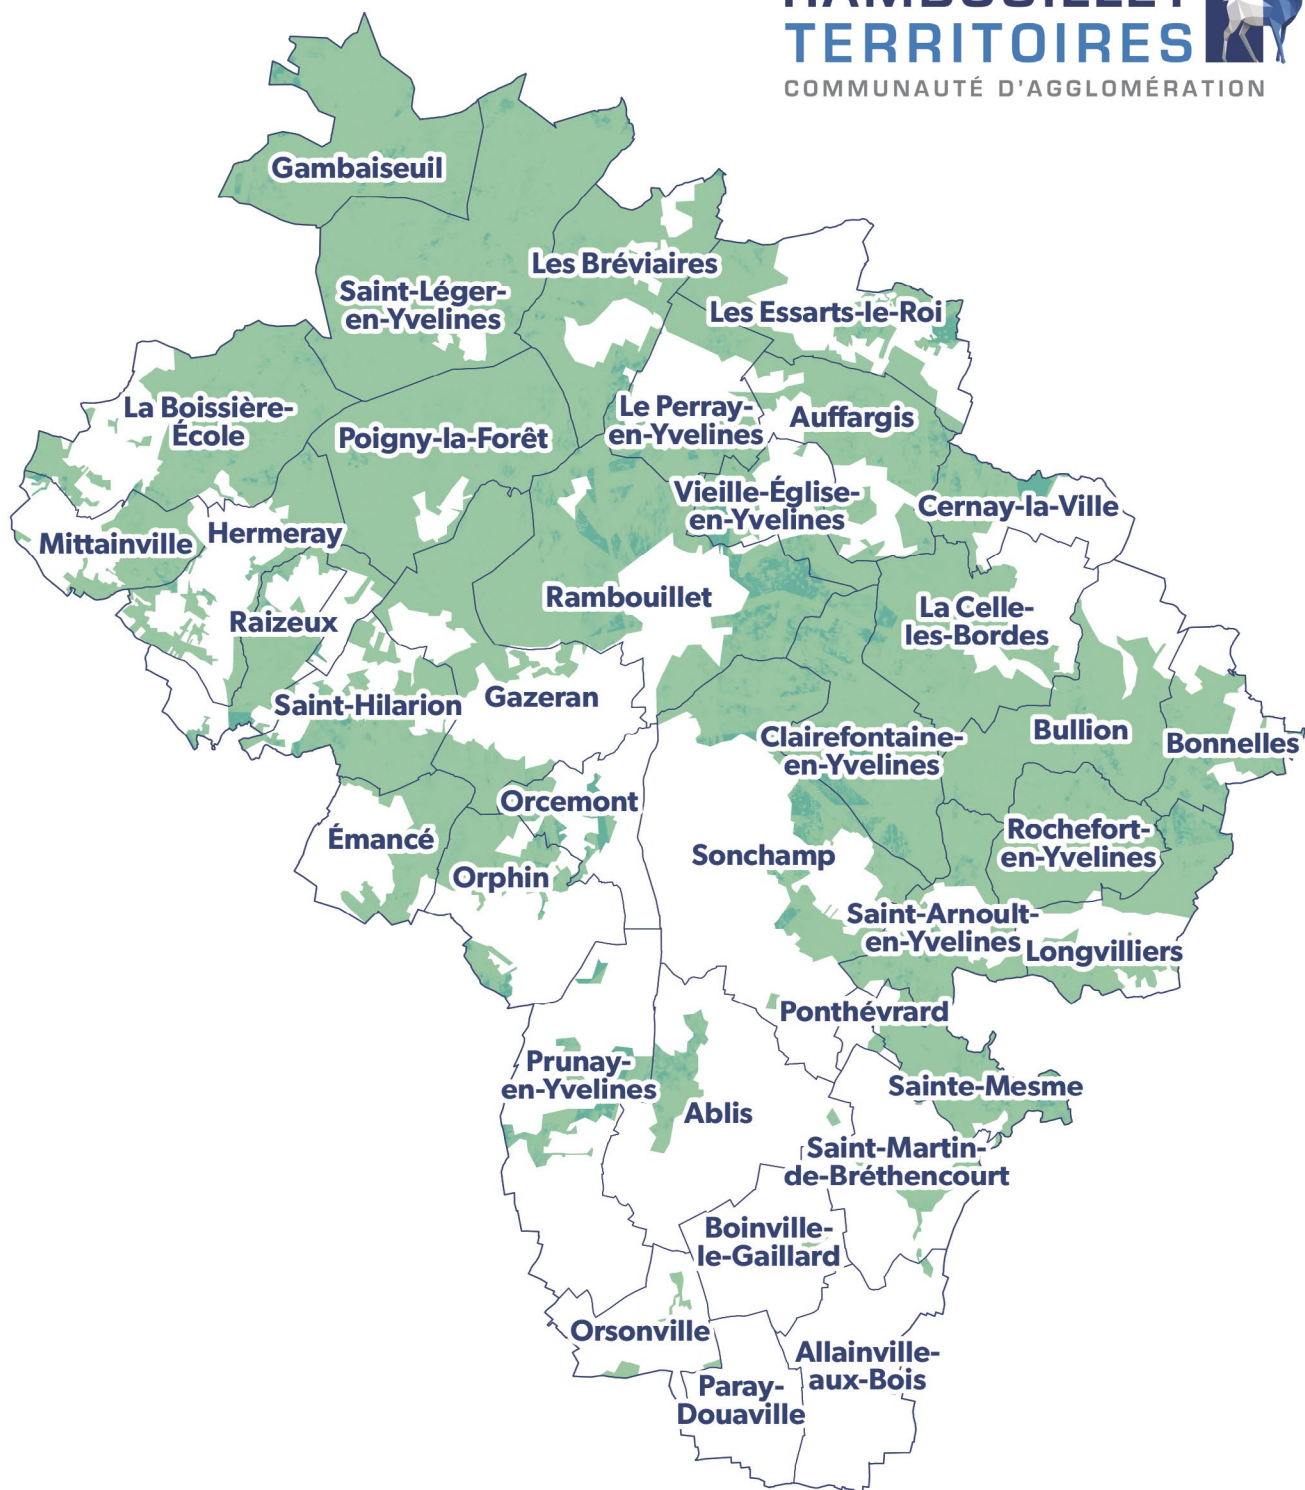 RAMBOUILLET
TERRITOIRES
COMMUNAUTÉ D'AGGLOMÉRATION
Gambaiseuil
Les Bréviaires
Saint-Léger-
en-Yvelines
Les Essarts-le-Roi
La Boissière-
École
Poigny-la-Forêt
Le Perray-
en-Yvelines
Auffargis
Vieille-Église-
en-Yvelines
Cernay-la-Ville
Mittainville
Hermeray
Rambouillet
La Celle-
les-Bordes
Raizeux
Saint-Hilarion
Gazeran
Clairefontaine-
en-Yvelines
Bullion
Bonnelles
Orcemont
Émancé
Orphin
Sonchamp
Rochefort-
en-Yvelines
Saint-Arnoult-
en-Yvelines
Longvilliers
Ponthévrard
Prunay-
en-Yvelines
Ablis
Sainte-Mesme
Saint-Martin-
de-Bréthencourt
Boinville-
le-Gaillard
Orsonville
Allainville-
aux-Bois
Paray-
Douaville